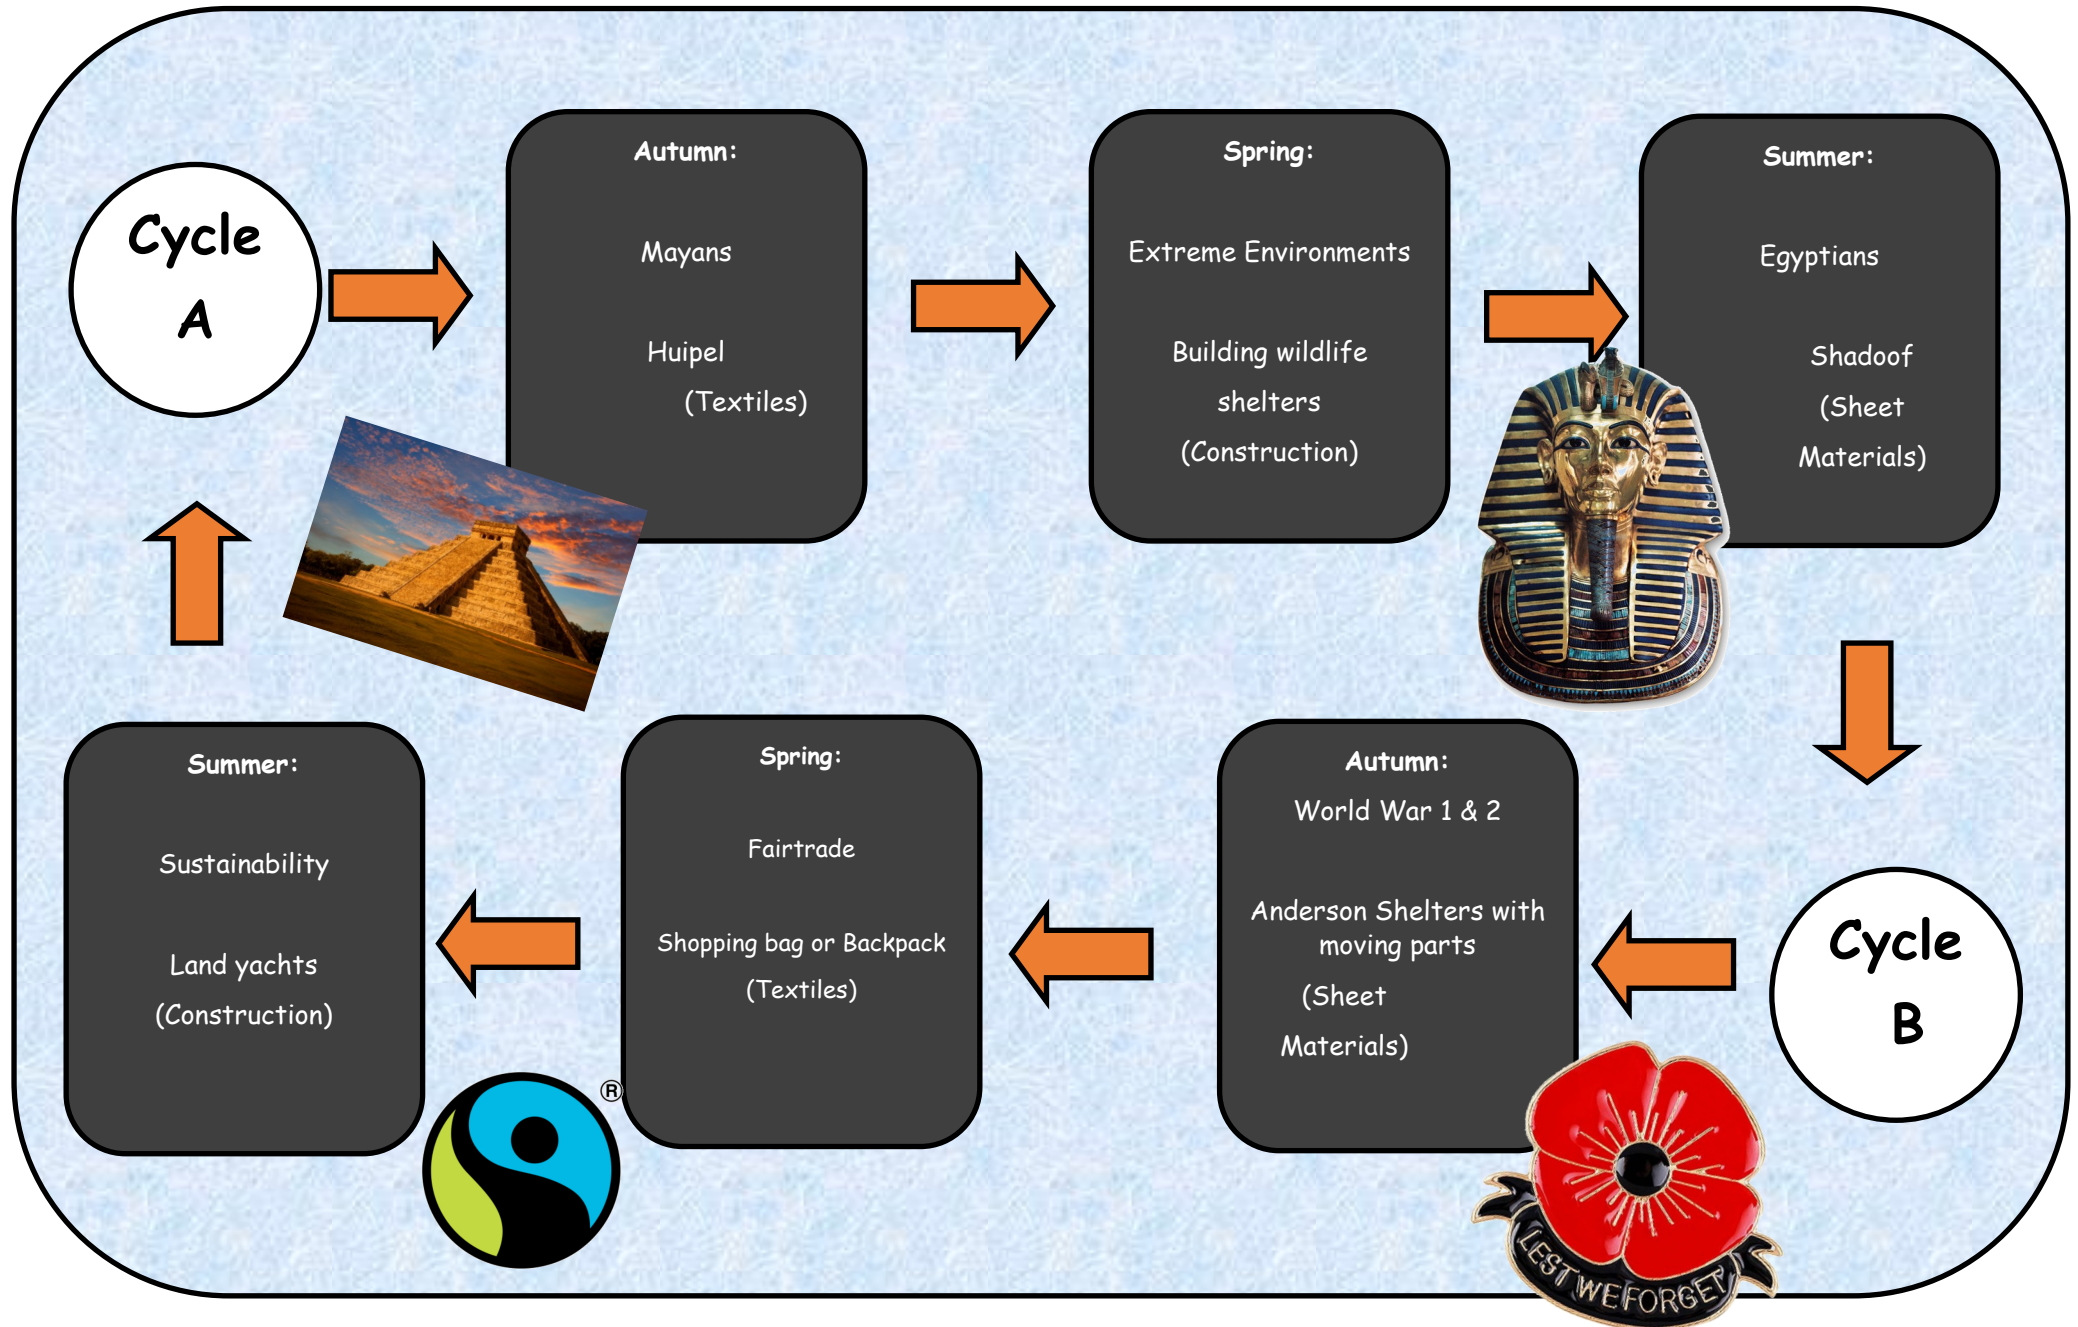 Cycle
A
Autumn:
Mayans
Huipel
(Textiles)
Spring:
Extreme Environments
Building wildlife
shelters
(Construction)
Summer:
Egyptians
Shadoof
(Sheet
Materials)
Cycle
B
Autumn:
World War 1 & 2
Anderson Shelters with
moving parts
(Sheet
Materials)
Spring:
Fairtrade
Shopping bag or Backpack
(Textiles)
Summer:
Sustainability
Land yachts
(Construction)
®
LEST WE FORGET